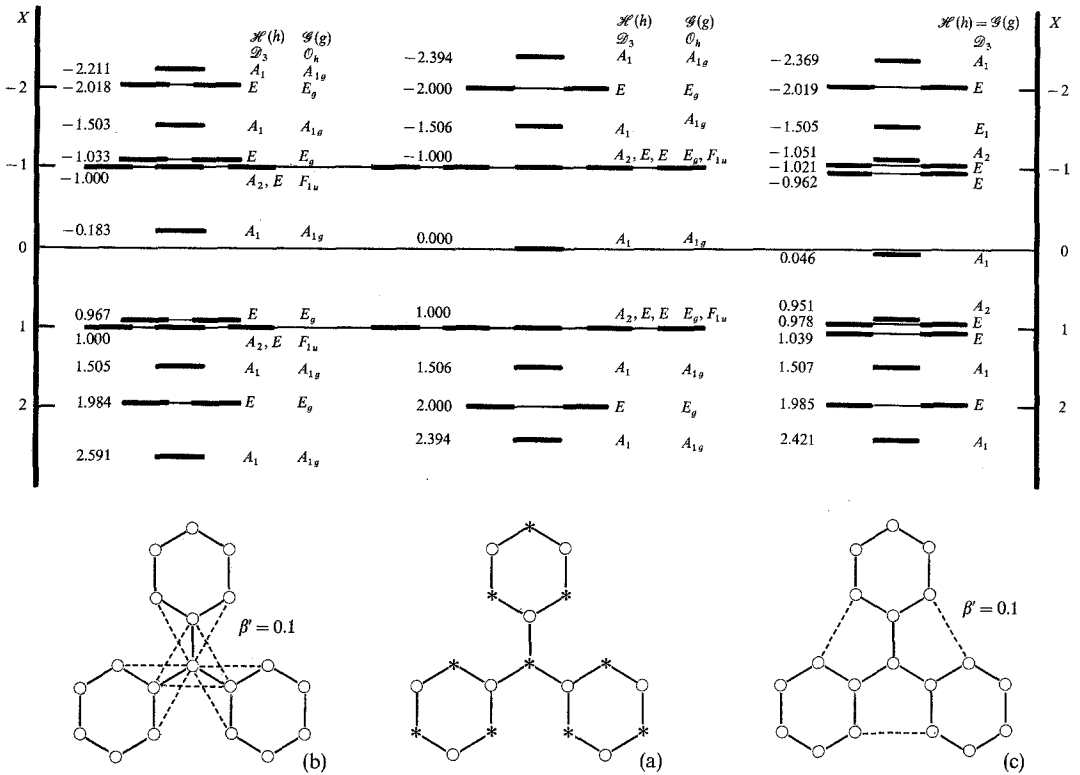 X
ℋ(h) 𝒢(g)
𝒟₃ 𝒪ₕ
−2.211 A₁ A₁g
−2
−2.018 E Eg
−1.503 A₁ A₁g
−1.033 E Eg
−1
−1.000 A₂, E F₁u
−0.183 A₁ A₁g
0
0.967 E Eg
1
1.000 A₂, E F₁u
1.505 A₁ A₁g
1.984 E Eg
2
2.591 A₁ A₁g
ℋ(h) 𝒢(g)
𝒟₃ 𝒪ₕ
−2.394 A₁ A₁g
−2.000 E Eg
−1.506 A₁ A₁g
−1.000 A₂, E, E Eg, F₁u
0.000 A₁ A₁g
1.000 A₂, E, E Eg, F₁u
1.506 A₁ A₁g
2.000 E Eg
2.394 A₁ A₁g
ℋ(h) = 𝒢(g) X
𝒟₃
−2.369 A₁
−2.019 E −2
−1.505 E₁
−1.051 A₂
−1.021 E −1
−0.962 E
0
0.046 A₁
0.951 A₂
0.978 E 1
1.039 E
1.507 A₁
1.985 E 2
2.421 A₁
β′ = 0.1
(b)
* * * * * * * * * *
(a)
β′ = 0.1
(c)